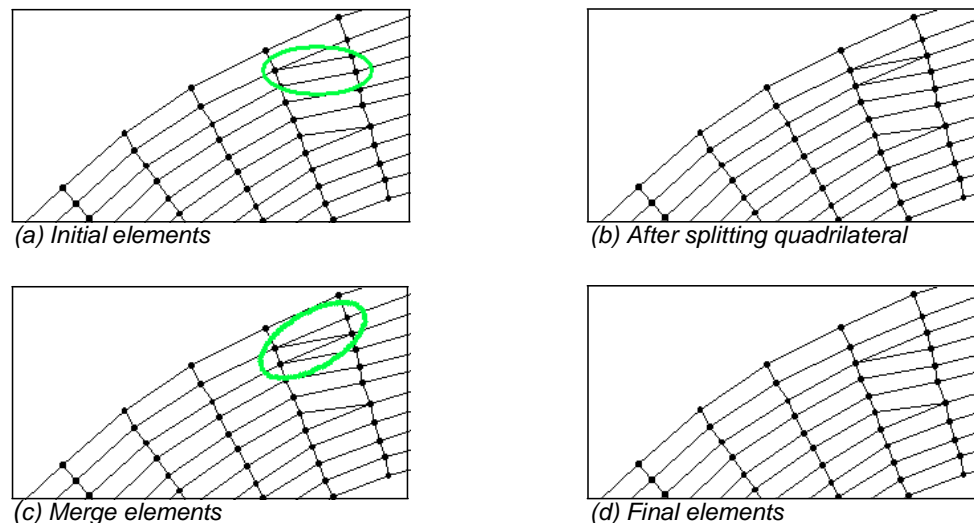 (a) Initial elements
(b) After splitting quadrilateral
(c) Merge elements
(d) Final elements